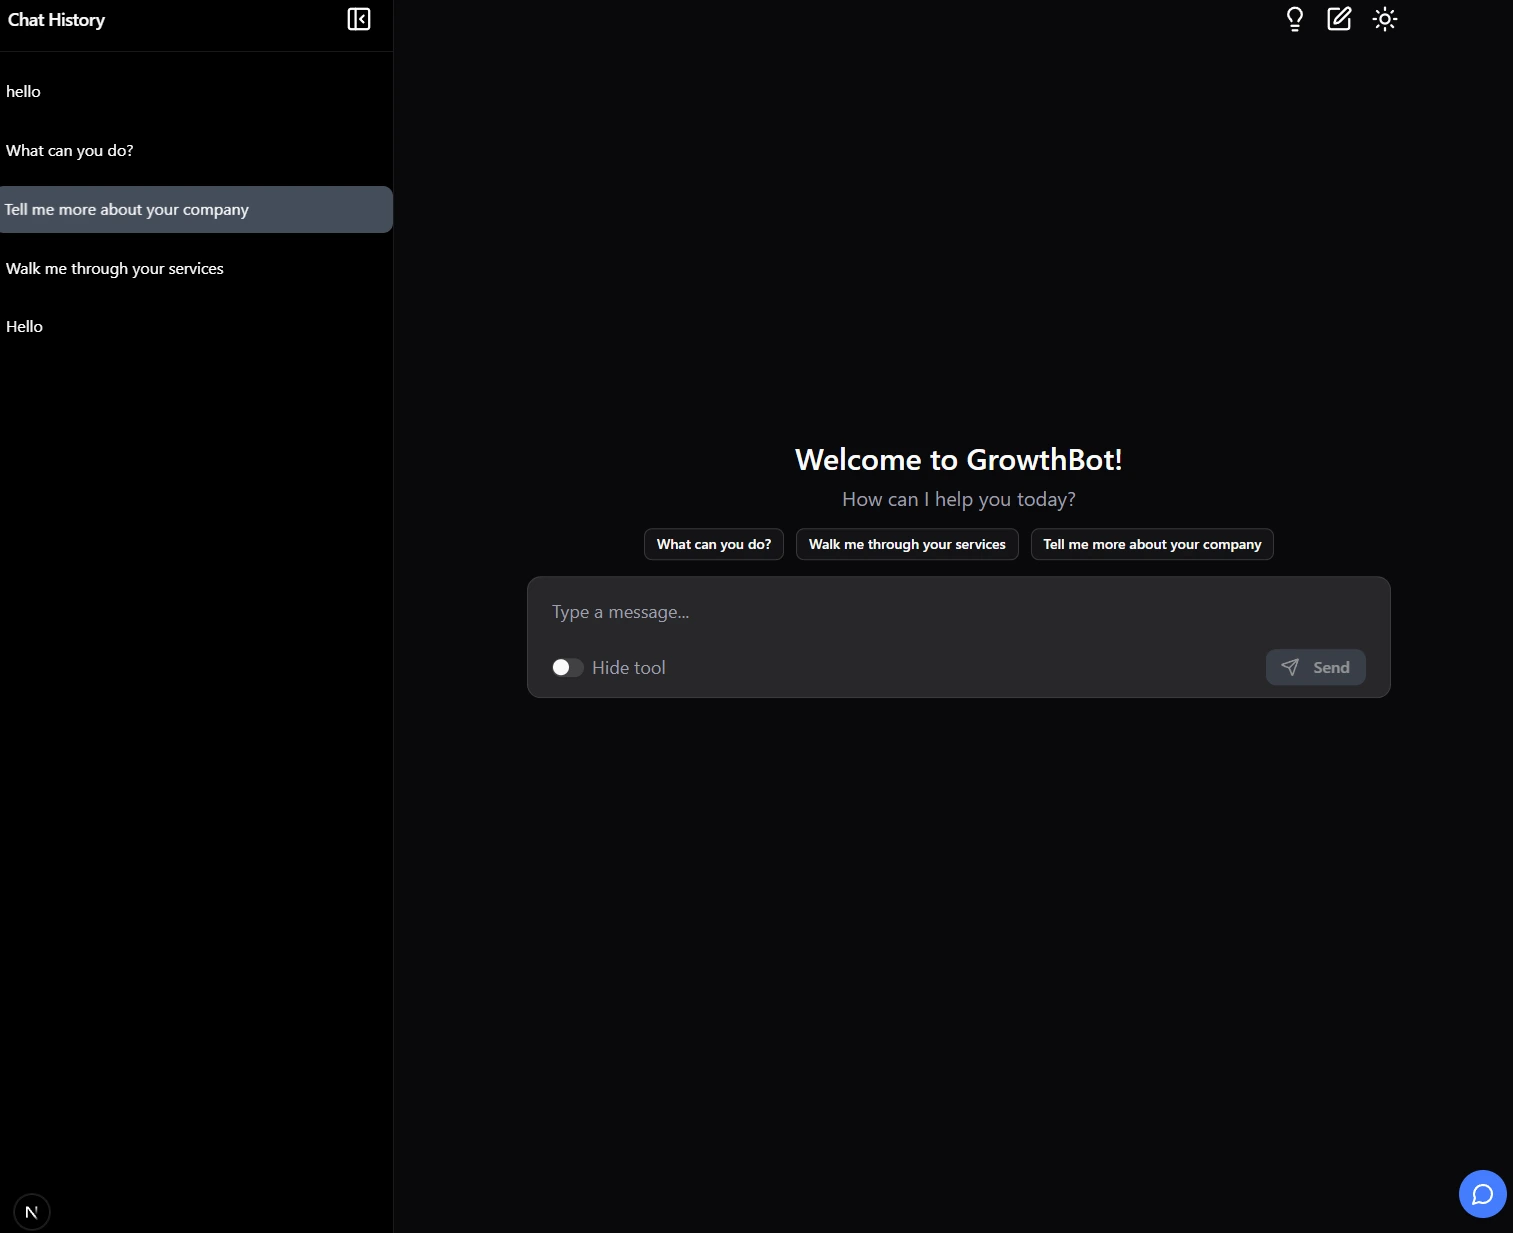 Chat History
hello
What can you do?
Tell me more about your company
Walk me through your services
Hello
Welcome to GrowthBot!
How can I help you today?
What can you do? Walk me through your services Tell me more about your company
Type a message...
Hide tool Send
N